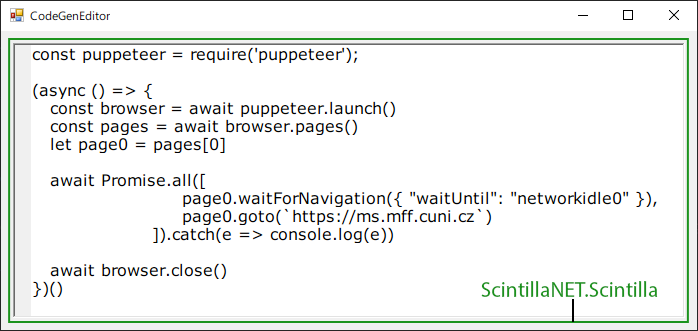 CodeGenEditor
const puppeteer = require('puppeteer');
(async () => {
const browser = await puppeteer.launch()
const pages = await browser.pages()
let page0 = pages[0]
await Promise.all([
page0.waitForNavigation({ "waitUntil": "networkidle0" }),
page0.goto(`https://ms.mff.cuni.cz`)
]).catch(e => console.log(e))
await browser.close()
})()
ScintillaNET.Scintilla